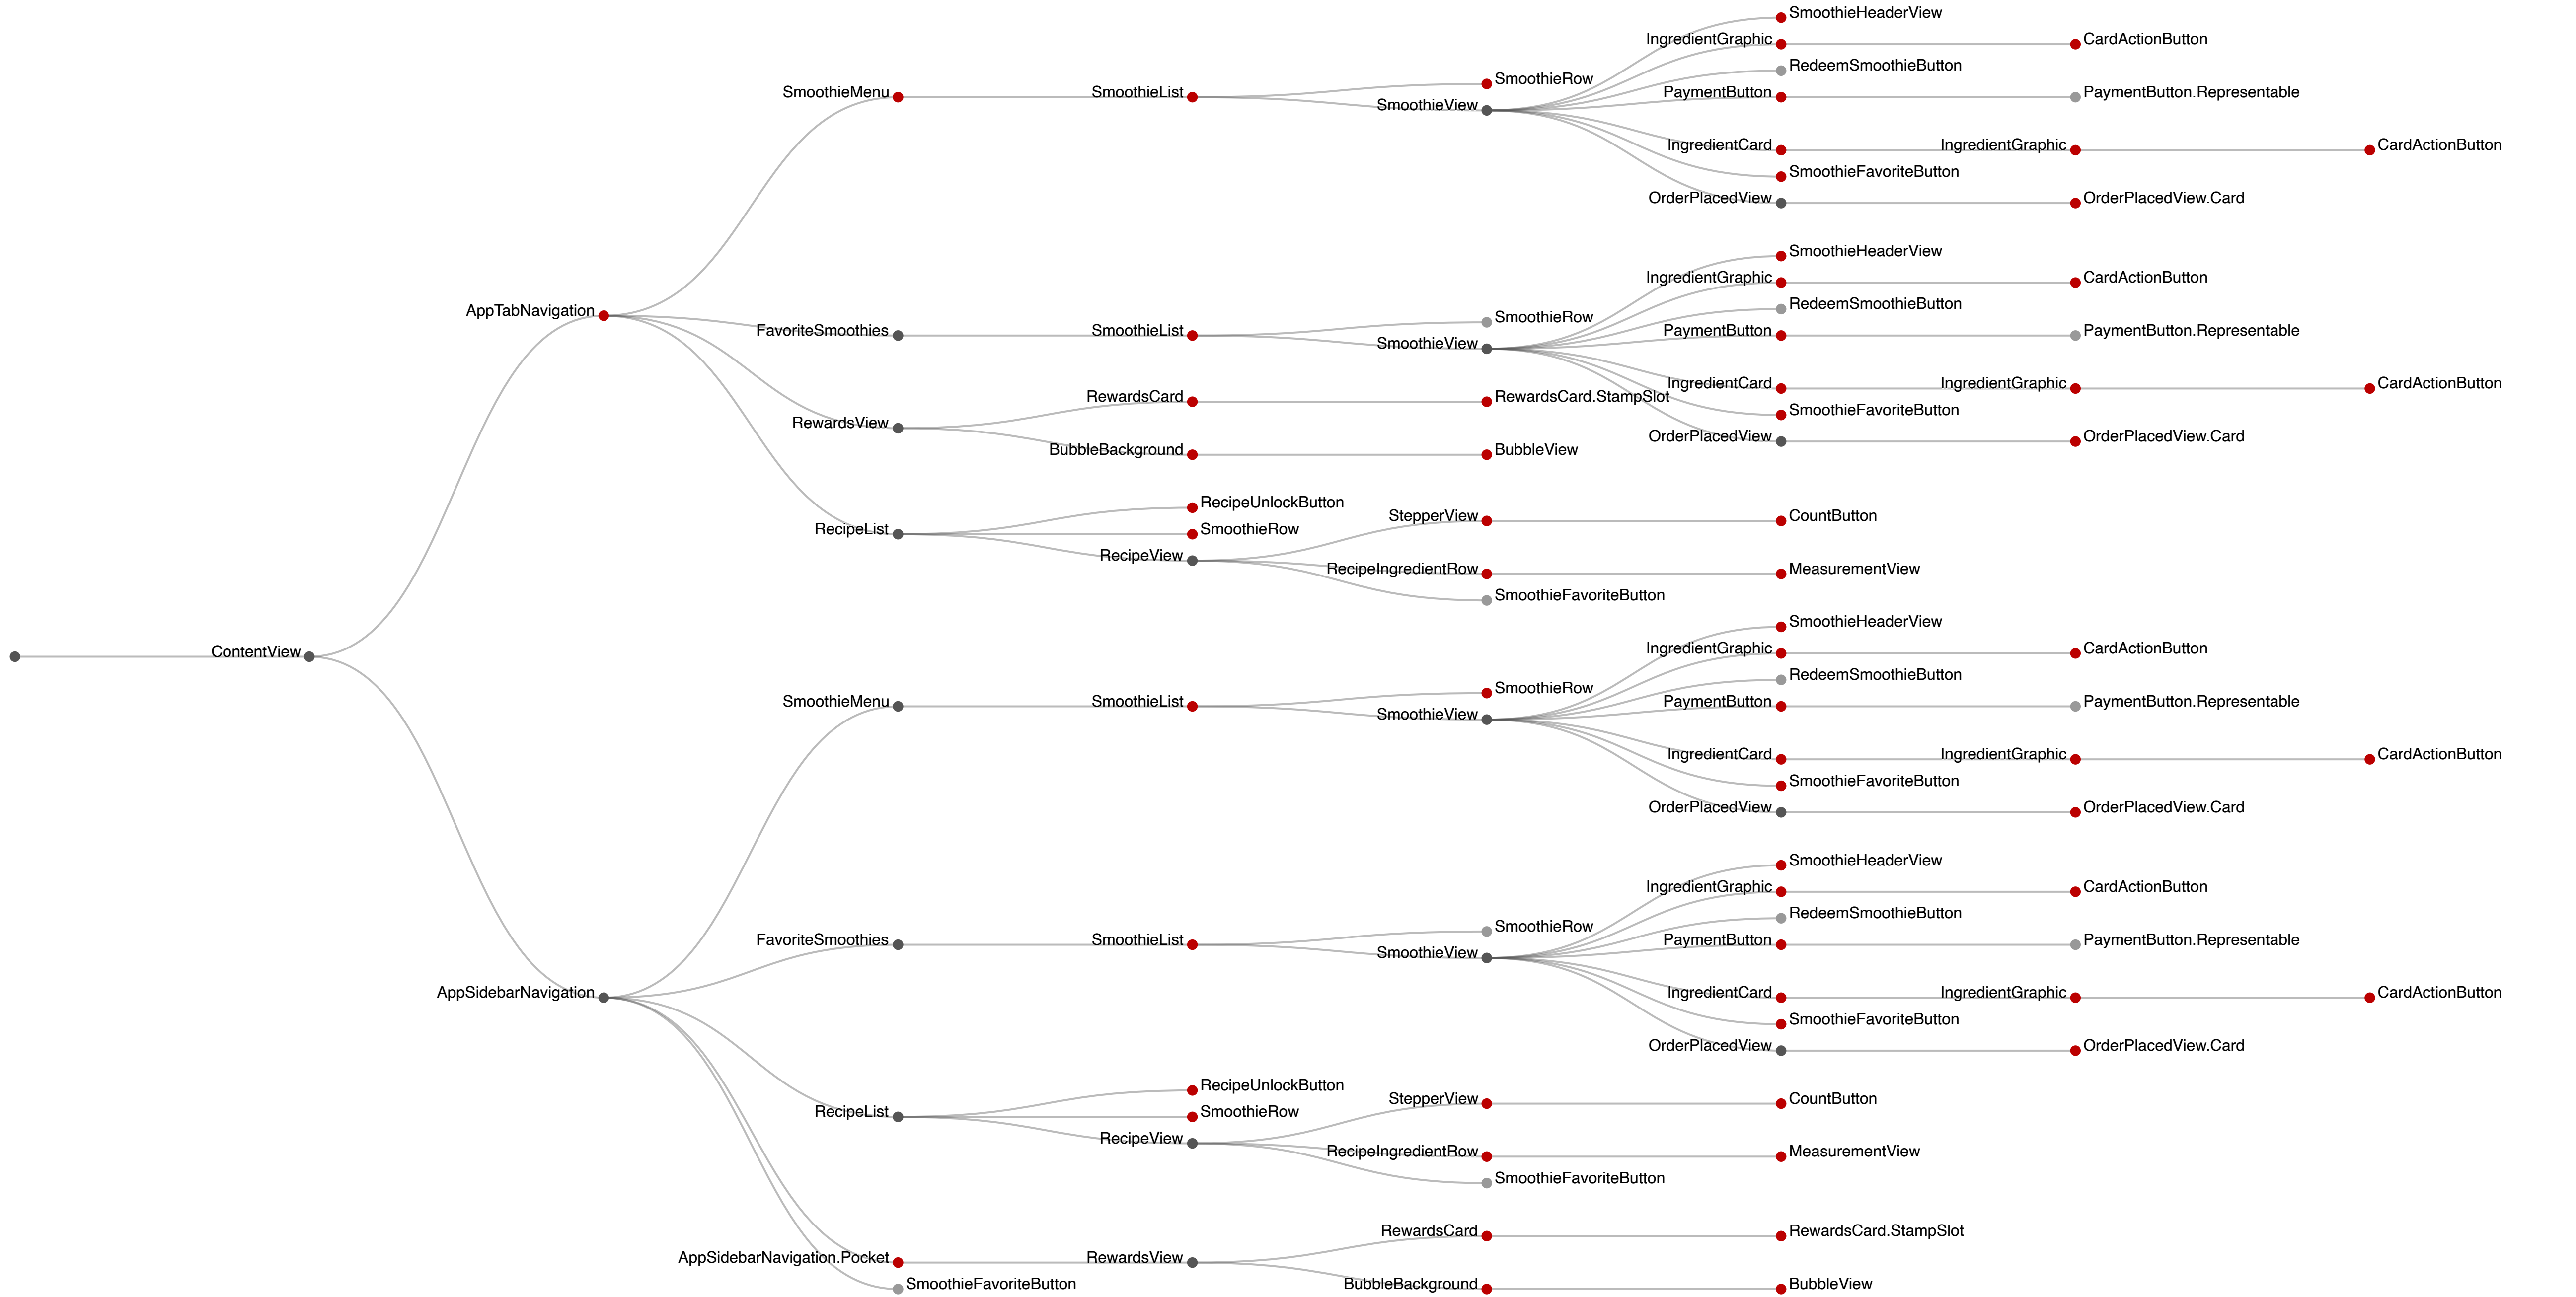 SmoothieHeaderView
IngredientGraphic
CardActionButton
RedeemSmoothieButton
SmoothieRow
SmoothieMenu
SmoothieList
PaymentButton
PaymentButton.Representable
SmoothieView
IngredientCard
IngredientGraphic
CardActionButton
SmoothieFavoriteButton
OrderPlacedView
OrderPlacedView.Card
SmoothieHeaderView
IngredientGraphic
CardActionButton
RedeemSmoothieButton
AppTabNavigation
SmoothieRow
FavoriteSmoothies
SmoothieList
PaymentButton
PaymentButton.Representable
SmoothieView
IngredientCard
IngredientGraphic
CardActionButton
RewardsCard
RewardsCard.StampSlot
SmoothieFavoriteButton
RewardsView
OrderPlacedView
OrderPlacedView.Card
BubbleBackground
BubbleView
RecipeUnlockButton
StepperView
CountButton
RecipeList
SmoothieRow
RecipeView
RecipeIngredientRow
MeasurementView
SmoothieFavoriteButton
SmoothieHeaderView
IngredientGraphic
CardActionButton
ContentView
RedeemSmoothieButton
SmoothieRow
SmoothieMenu
SmoothieList
PaymentButton
PaymentButton.Representable
SmoothieView
IngredientCard
IngredientGraphic
CardActionButton
SmoothieFavoriteButton
OrderPlacedView
OrderPlacedView.Card
SmoothieHeaderView
IngredientGraphic
CardActionButton
RedeemSmoothieButton
SmoothieRow
FavoriteSmoothies
SmoothieList
PaymentButton
PaymentButton.Representable
SmoothieView
AppSidebarNavigation
IngredientCard
IngredientGraphic
CardActionButton
SmoothieFavoriteButton
OrderPlacedView
OrderPlacedView.Card
RecipeUnlockButton
StepperView
CountButton
RecipeList
SmoothieRow
RecipeView
RecipeIngredientRow
MeasurementView
SmoothieFavoriteButton
RewardsCard
RewardsCard.StampSlot
AppSidebarNavigation.Pocket
RewardsView
SmoothieFavoriteButton
BubbleBackground
BubbleView